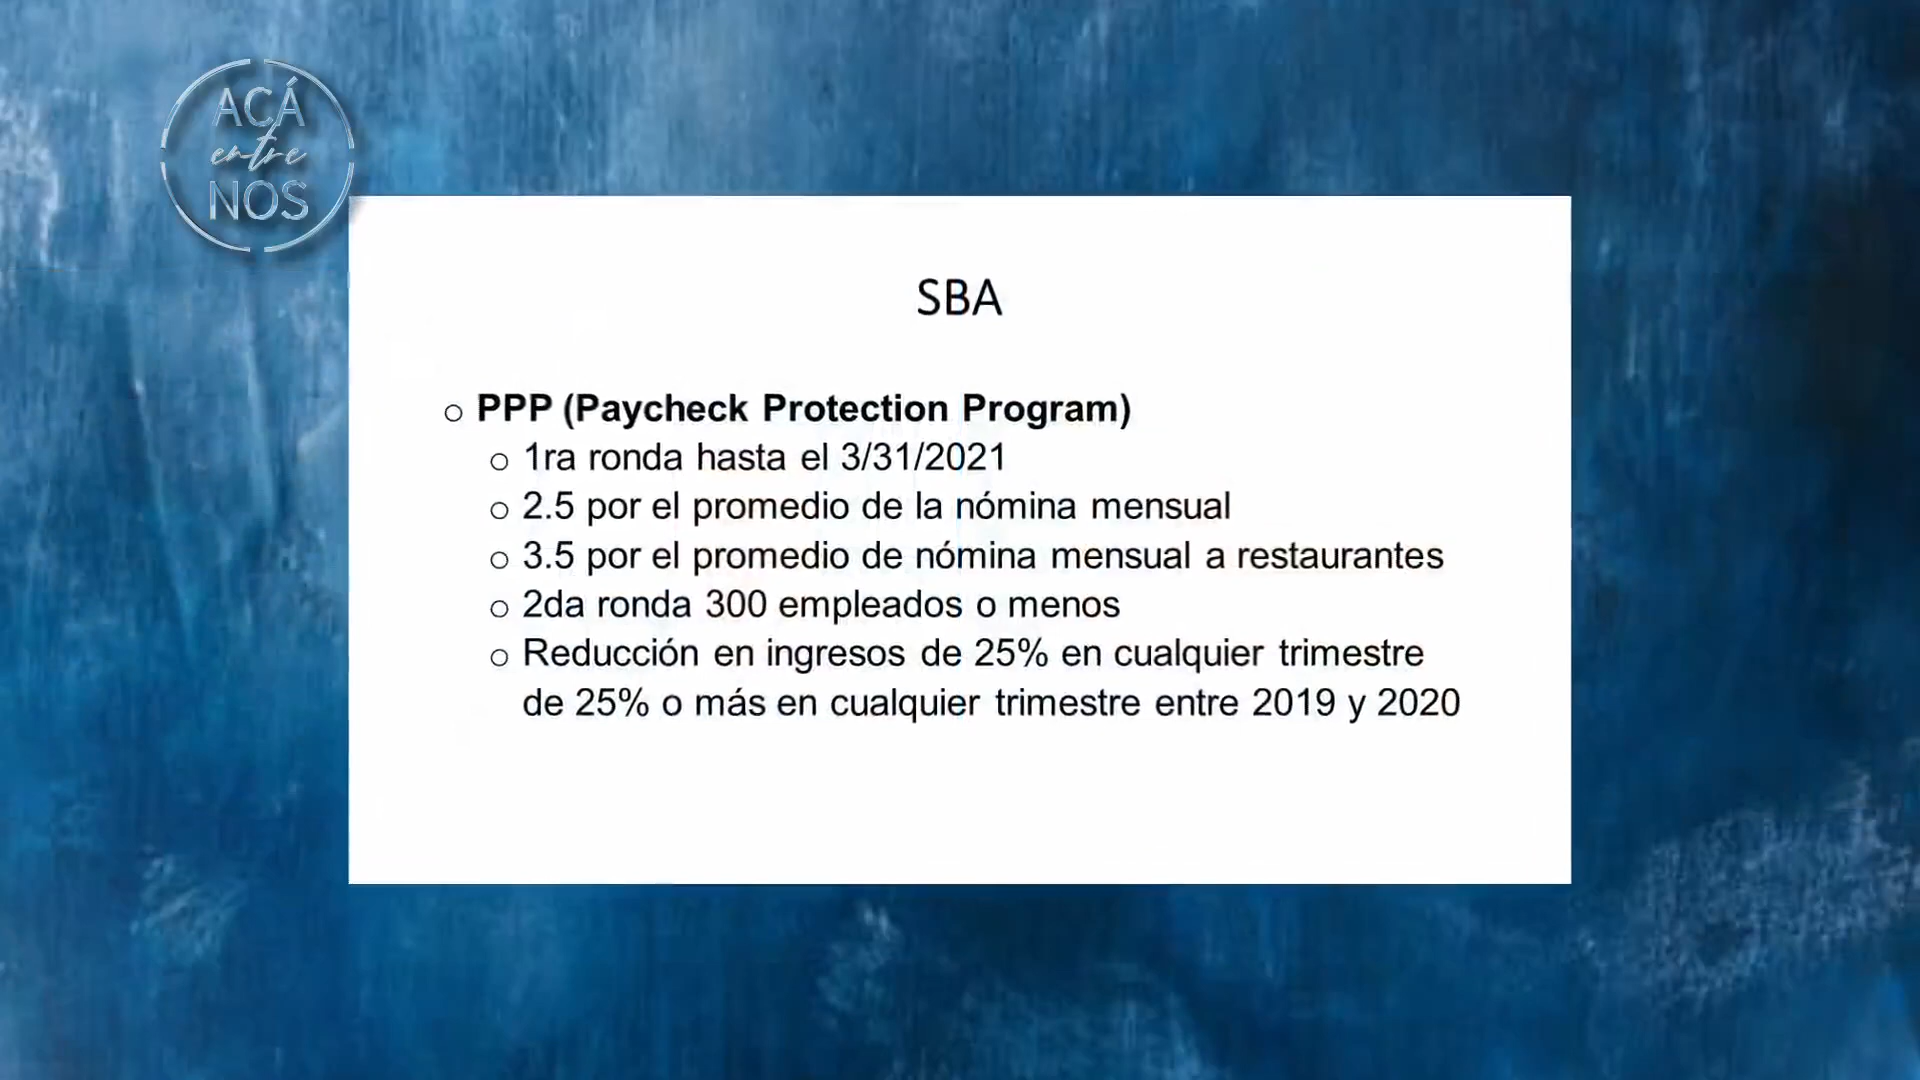 ACÁ
entre
NOS
SBA
○ PPP (Paycheck Protection Program)
○ 1ra ronda hasta el 3/31/2021
○ 2.5 por el promedio de la nómina mensual
○ 3.5 por el promedio de nómina mensual a restaurantes
○ 2da ronda 300 empleados o menos
○ Reducción en ingresos de 25% en cualquier trimestre
de 25% o más en cualquier trimestre entre 2019 y 2020